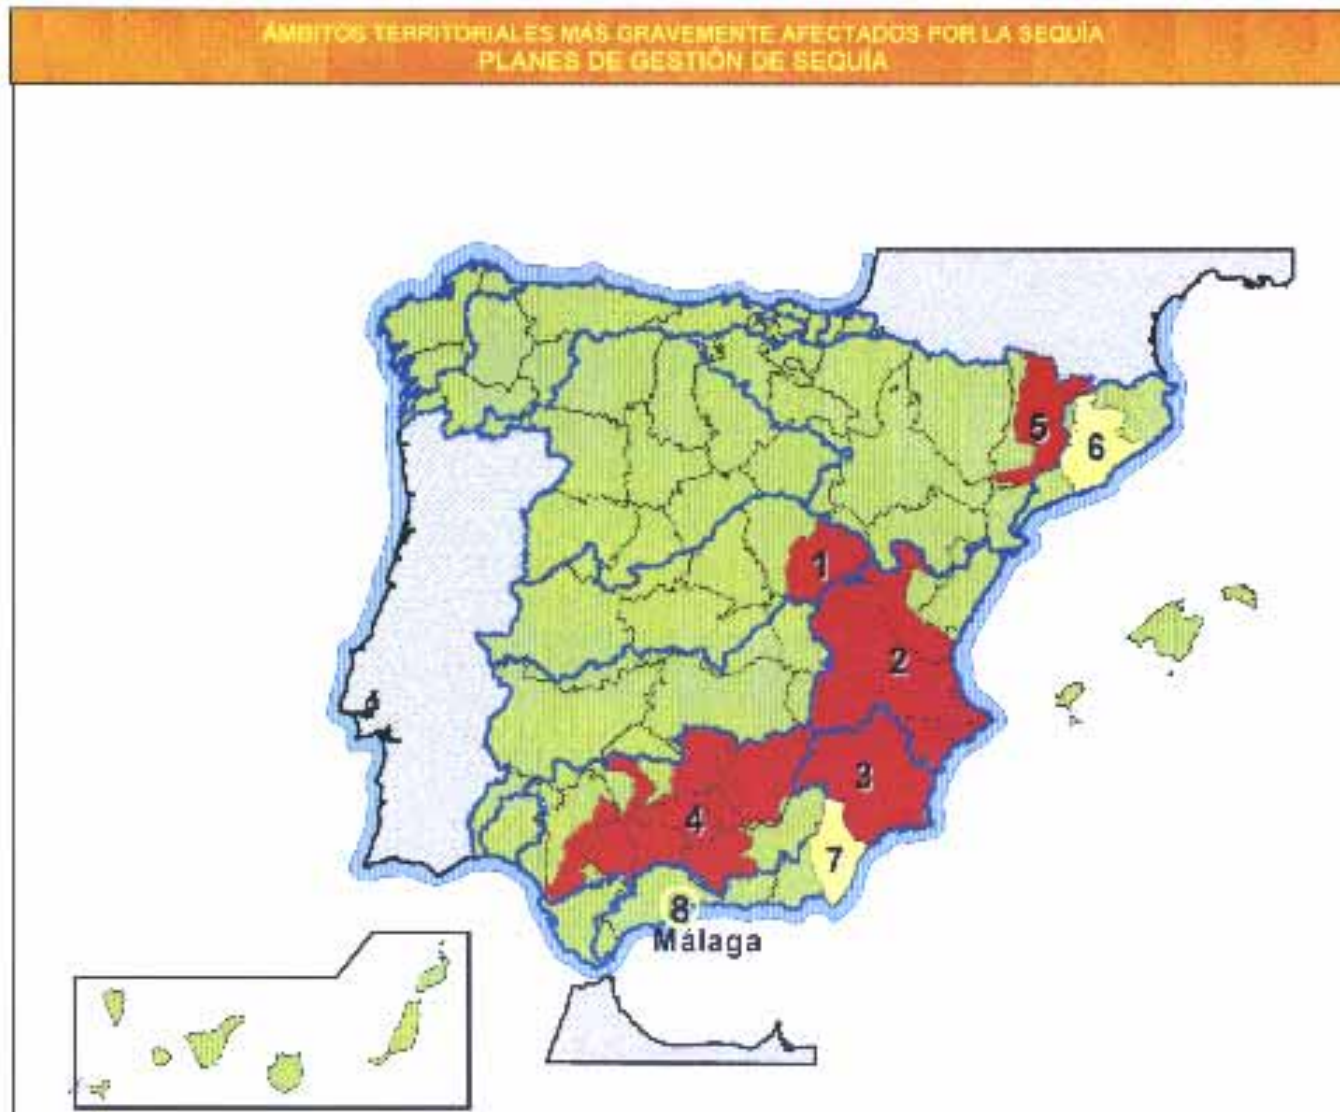 ÁMBITOS TERRITORIALES MÁS GRAVEMENTE AFECTADOS POR LA SEQUÍA
PLANES DE GESTIÓN DE SEQUÍA
5
6
1
2
3
4
7
8
Málaga